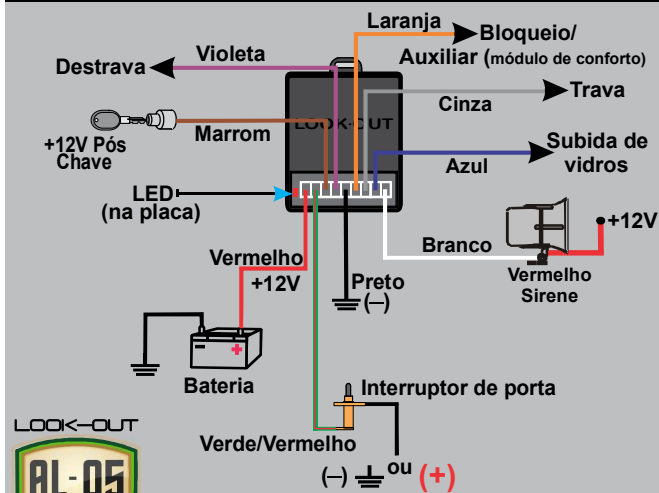 Laranja
Bloqueio/
Auxiliar (módulo de conforto)
Violeta
Destrava
Trava
Cinza
LOOK-OUT
+12V Pós
Chave
Marrom
Subida de
vidros
Azul
LED
(na placa)
+12V
Branco
Vermelho
+12V
Preto
(–)
Vermelho
Sirene
- +
Bateria
Interruptor de porta
LOOK-OUT
Verde/Vermelho
AL-05
(–) ou (+)